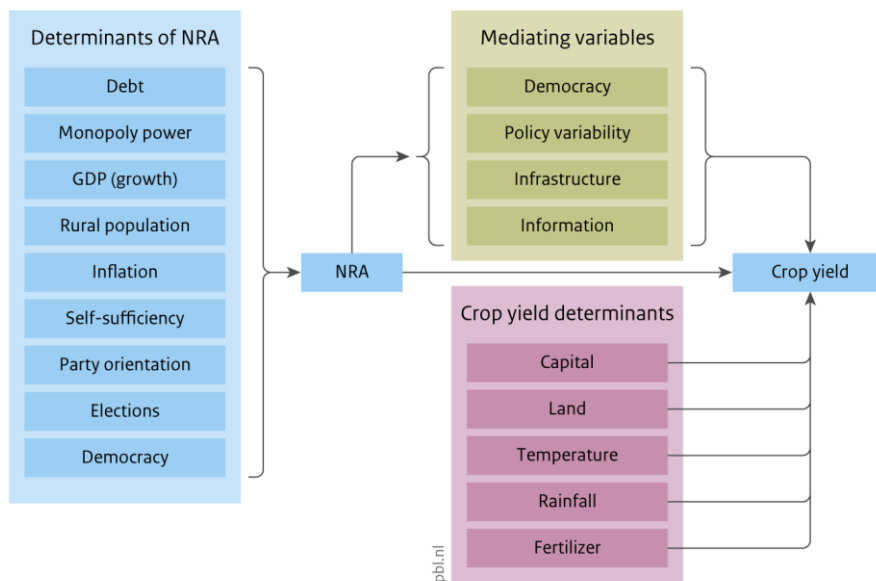 Determinants of NRA
Debt
Monopoly power
GDP (growth)
Rural population
Inflation
Self-sufficiency
Party orientation
Elections
Democracy
NRA
Mediating variables
Democracy
Policy variability
Infrastructure
Information
Crop yield
Crop yield determinants
Capital
Land
Temperature
Rainfall
Fertilizer
pbl.nl